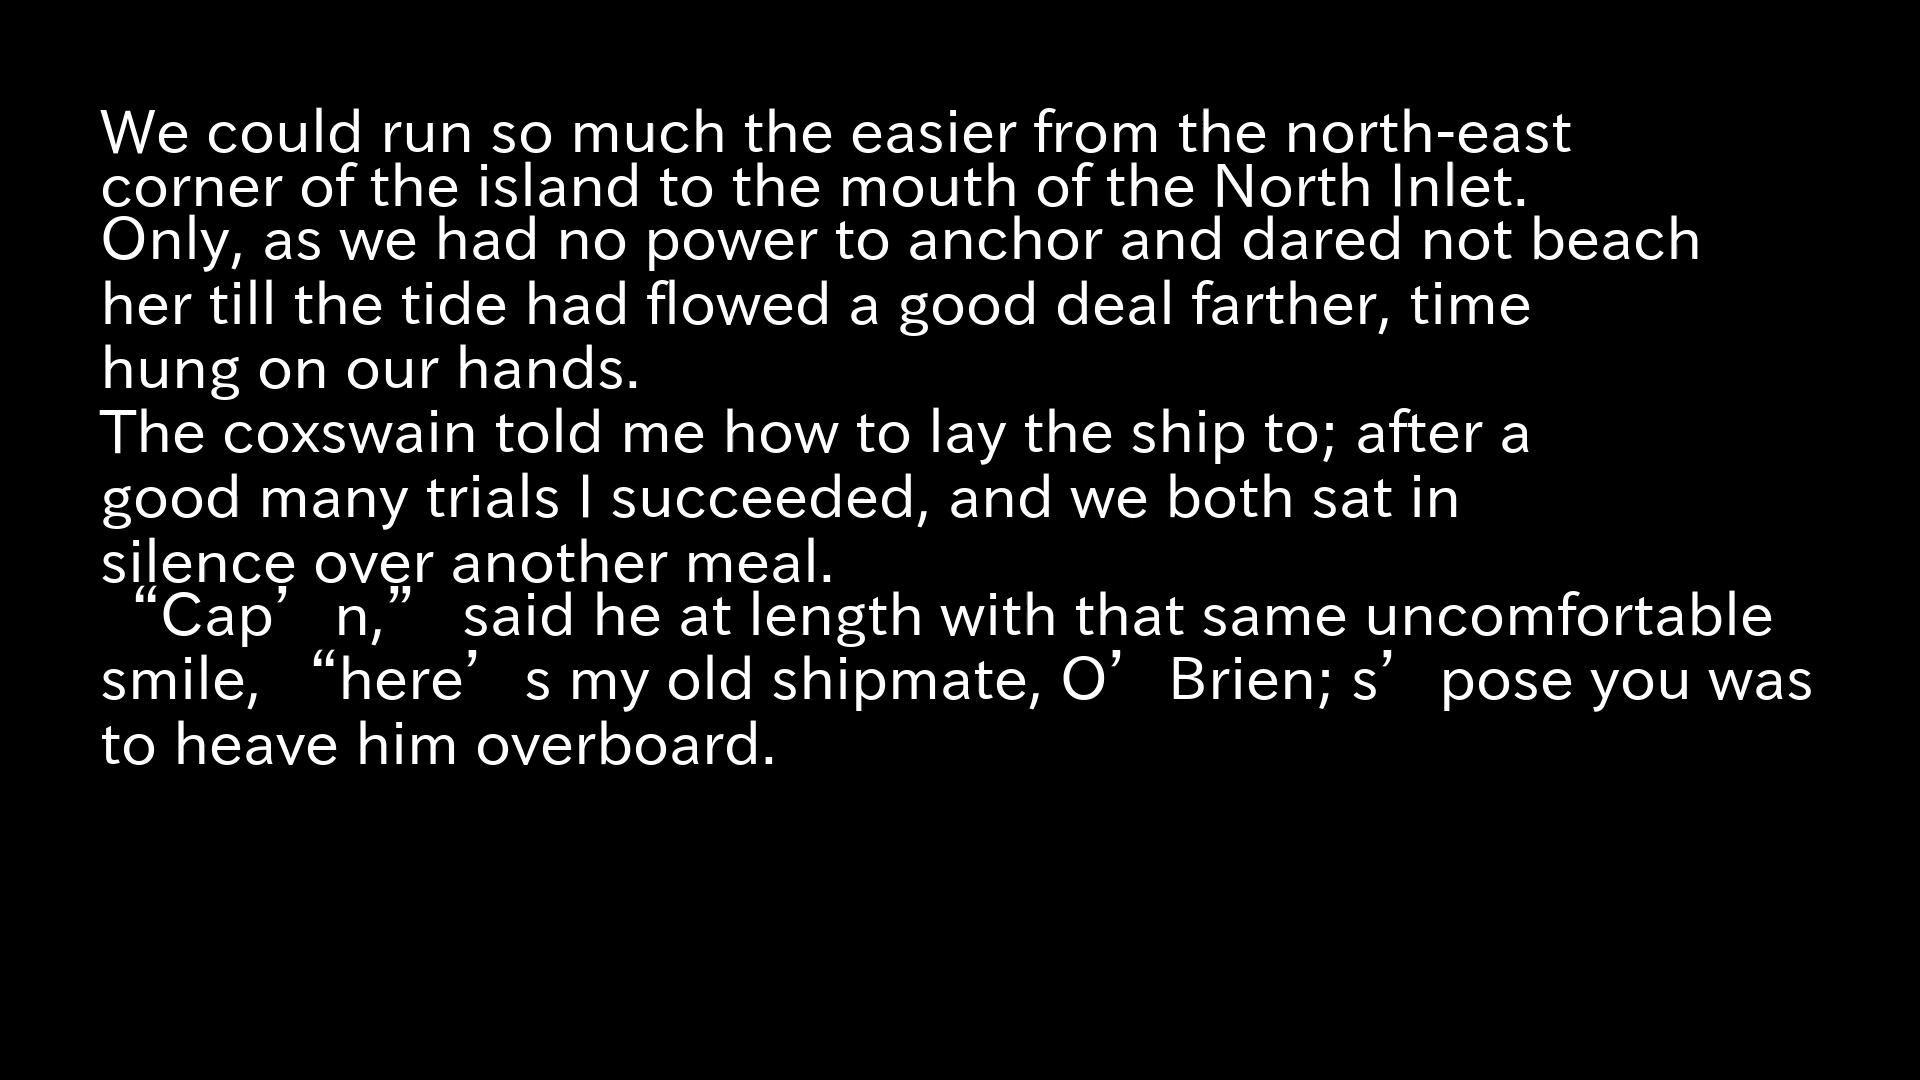 We could run so much the easier from the north-east
corner of the island to the mouth of the North Inlet.
Only, as we had no power to anchor and dared not beach
her till the tide had flowed a good deal farther, time
hung on our hands.
The coxswain told me how to lay the ship to; after a
good many trials I succeeded, and we both sat in
silence over another meal.
“Cap’n,” said he at length with that same uncomfortable
smile, “here’s my old shipmate, O’Brien; s’pose you was
to heave him overboard.